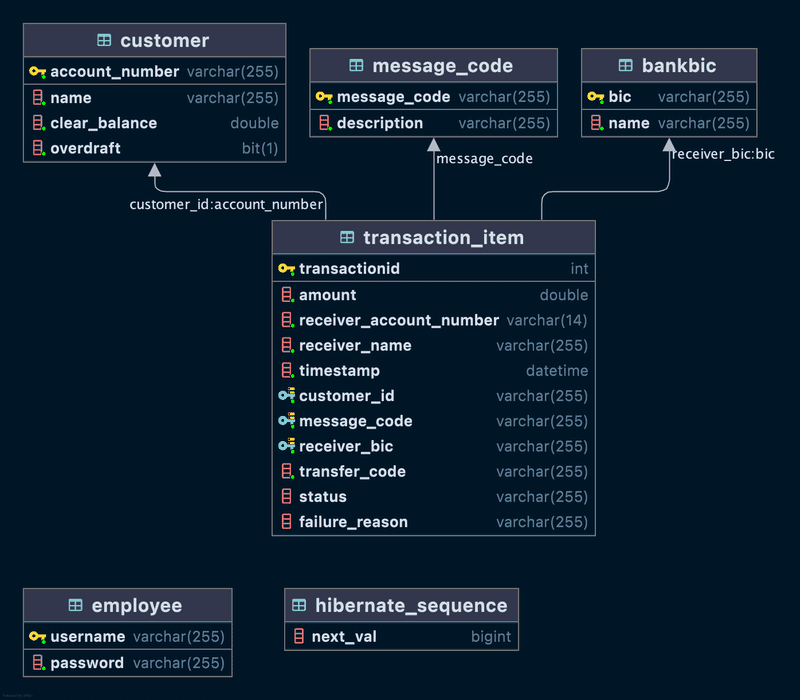 customer
account_number varchar(255)
name varchar(255)
clear_balance double
overdraft bit(1)
message_code
message_code varchar(255)
description varchar(255)
bankbic
bic varchar(255)
name varchar(255)
customer_id:account_number
message_code
receiver_bic:bic
transaction_item
transactionid int
amount double
receiver_account_number varchar(14)
receiver_name varchar(255)
timestamp datetime
customer_id varchar(255)
message_code varchar(255)
receiver_bic varchar(255)
transfer_code varchar(255)
status varchar(255)
failure_reason varchar(255)
employee
username varchar(255)
password varchar(255)
hibernate_sequence
next_val bigint